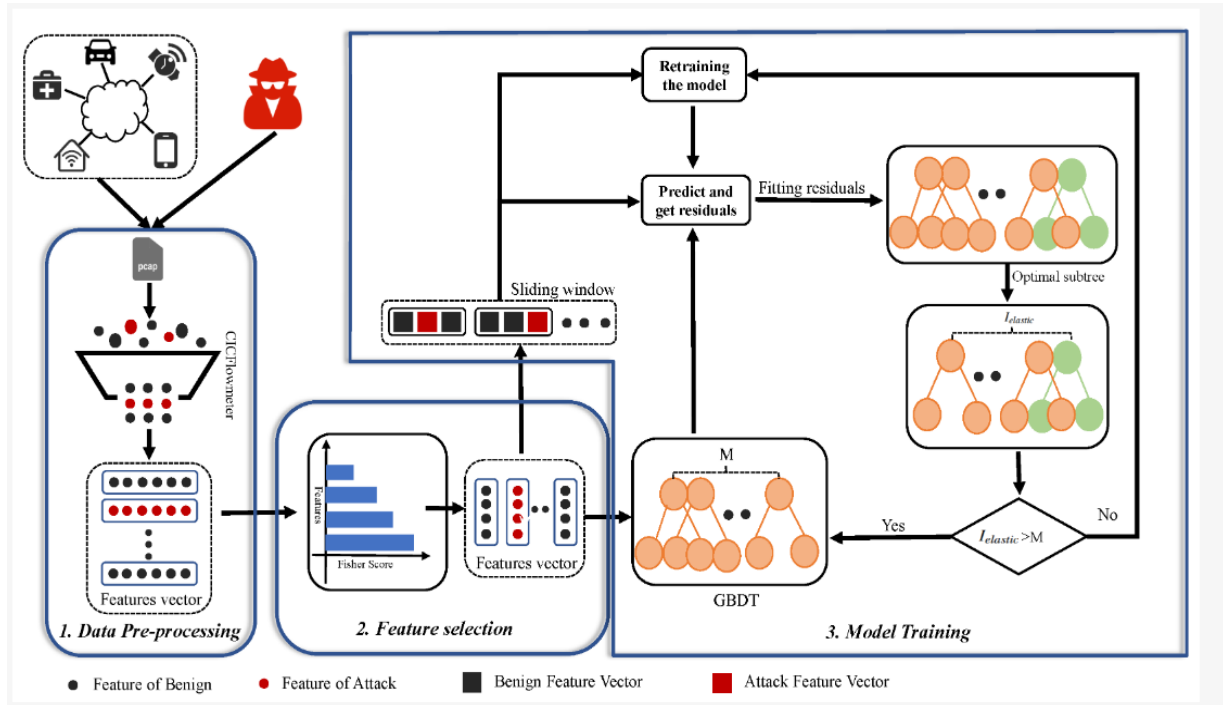 pcap
CICFlowmeter
Features vector
1. Data Pre-processing
Features
Fisher Score
Features vector
2. Feature selection
Sliding window
Retraining
the model
Predict and
get residuals
Fitting residuals
Optimal subtree
I_elastic
I_elastic >M
Yes
No
M
GBDT
3. Model Training
Feature of Benign
Feature of Attack
Benign Feature Vector
Attack Feature Vector